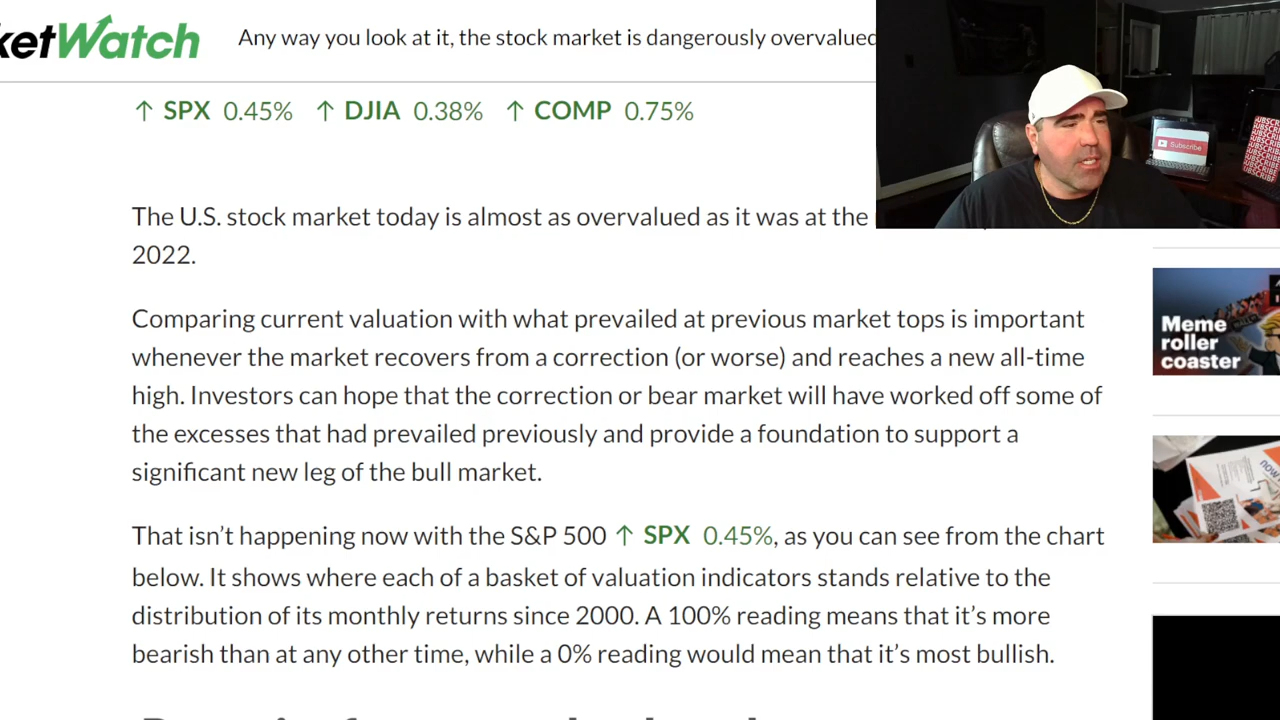 ketWatch
Any way you look at it, the stock market is dangerously overvalued
↑ SPX 0.45% ↑ DJIA 0.38% ↑ COMP 0.75%
Subscribe
The U.S. stock market today is almost as overvalued as it was at the
2022.
Comparing current valuation with what prevailed at previous market tops is important
whenever the market recovers from a correction (or worse) and reaches a new all-time
high. Investors can hope that the correction or bear market will have worked off some of
the excesses that had prevailed previously and provide a foundation to support a
significant new leg of the bull market.
Meme
roller
coaster
That isn’t happening now with the S&P 500 ↑ SPX 0.45%, as you can see from the chart
below. It shows where each of a basket of valuation indicators stands relative to the
distribution of its monthly returns since 2000. A 100% reading means that it’s more
bearish than at any other time, while a 0% reading would mean that it’s most bullish.
now